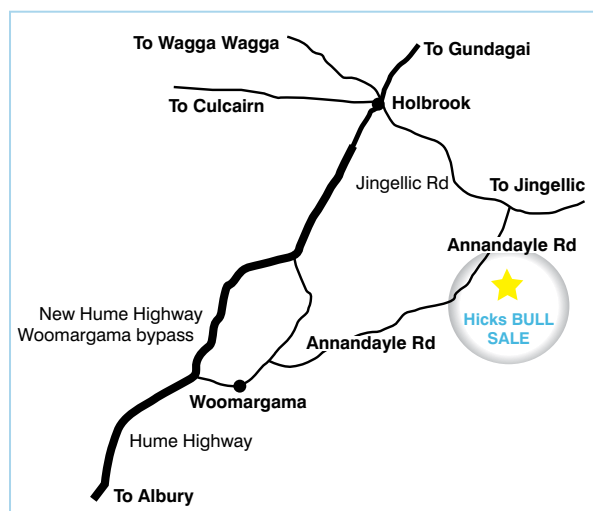 To Wagga Wagga
To Gundagai
To Culcairn
Holbrook
Jingellic Rd
To Jingellic
Annandayle Rd
Hicks BULL
SALE
New Hume Highway
Woomargama bypass
Annandayle Rd
Woomargama
Hume Highway
To Albury